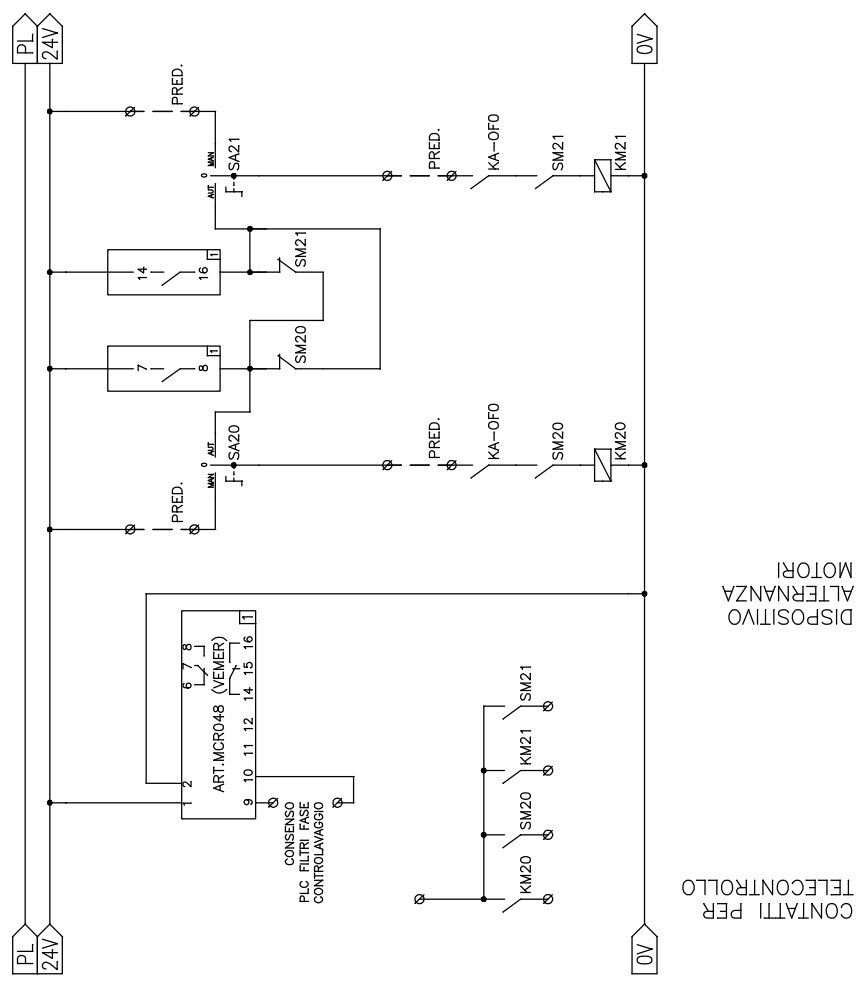 PL
24V
0V
PL
24V
0V
CONTATTI PER
TELECONTROLLO
KM20
SM20
KM21
SM21
DISPOSITIVO
ALTERNANZA
MOTORI
1
2
ART.MCR048 (VEMER)
6 7 8
9 10 11 12 14 15 16
1
CONSENSO
PLC FILTRI FASE
CONTROLAVAGGIO
PRED.
MAN 0 AUT
SA20
PRED.
KA-0F0
SM20
KM20
7
8
1
SM20
14
16
1
SM21
PRED.
AUT 0 MAN
SA21
PRED.
KA-0F0
SM21
KM21